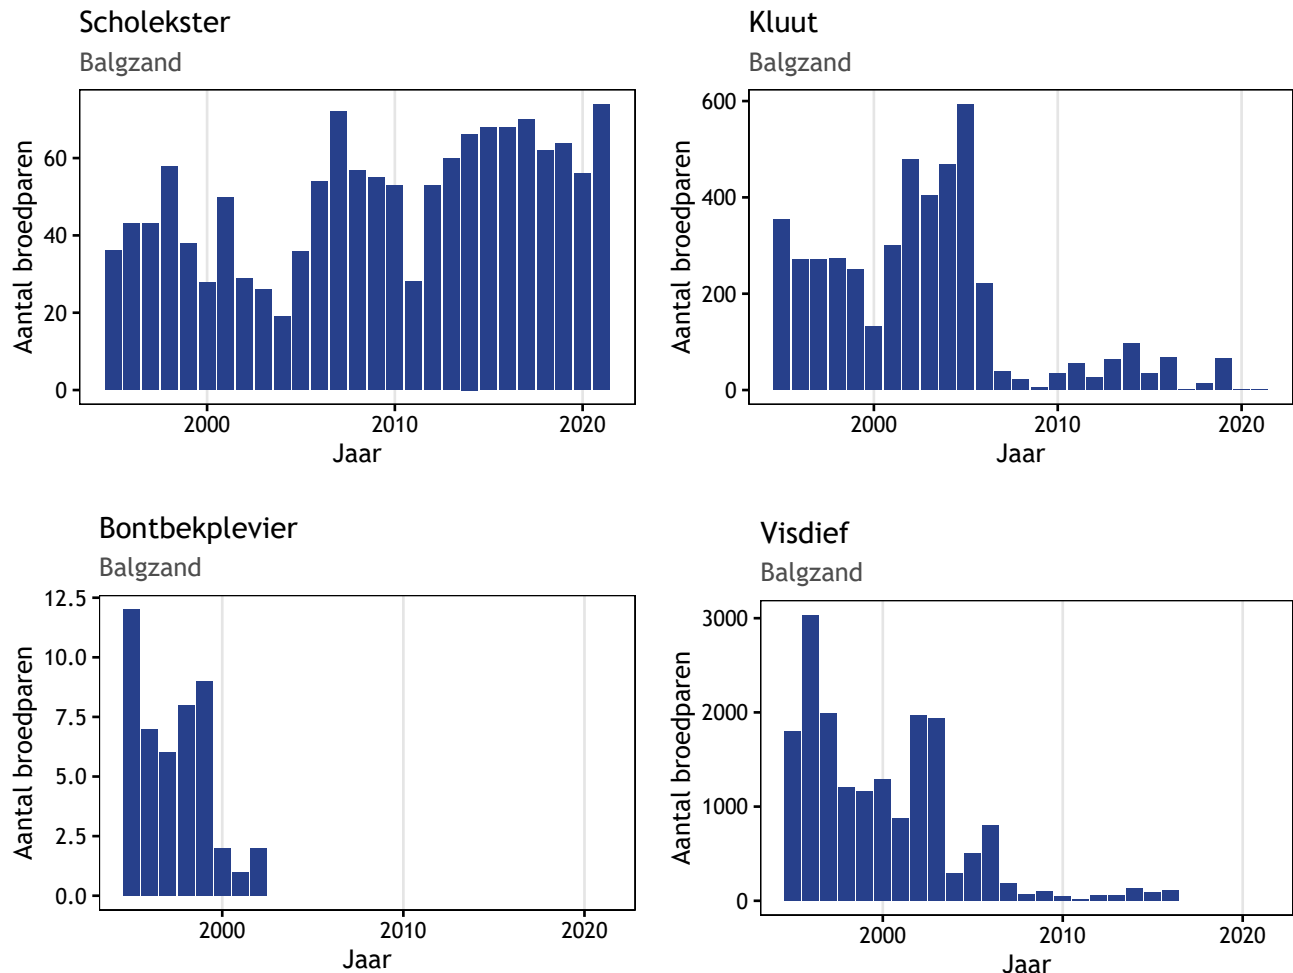 Scholekster
Balgzand
Aantal broedparen
60
40
20
0
2000 2010 2020
Jaar
Kluut
Balgzand
Aantal broedparen
600
400
200
0
2000 2010 2020
Jaar
Bontbekplevier
Balgzand
Aantal broedparen
12.5
10.0
7.5
5.0
2.5
0.0
2000 2010 2020
Jaar
Visdief
Balgzand
Aantal broedparen
3000
2000
1000
0
2000 2010 2020
Jaar